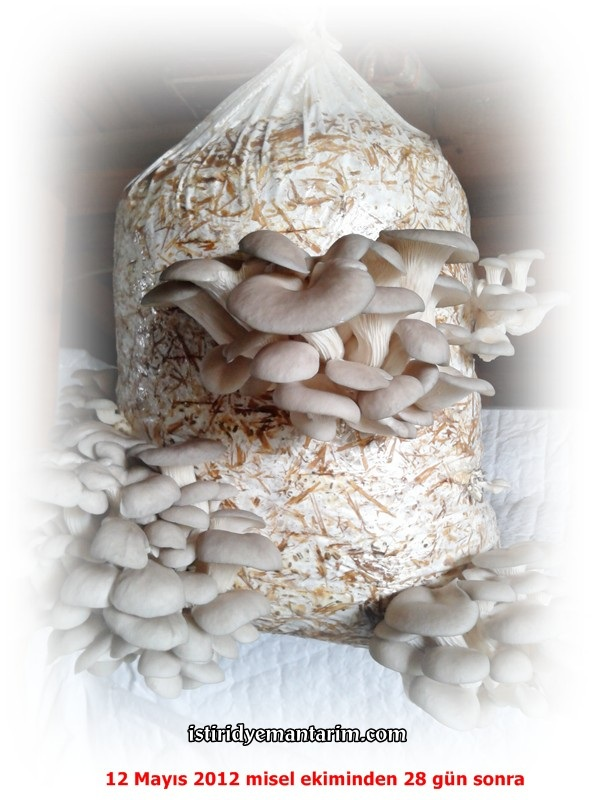 istiridyemantarim.com
12 Mayıs 2012 misel ekiminden 28 gün sonra